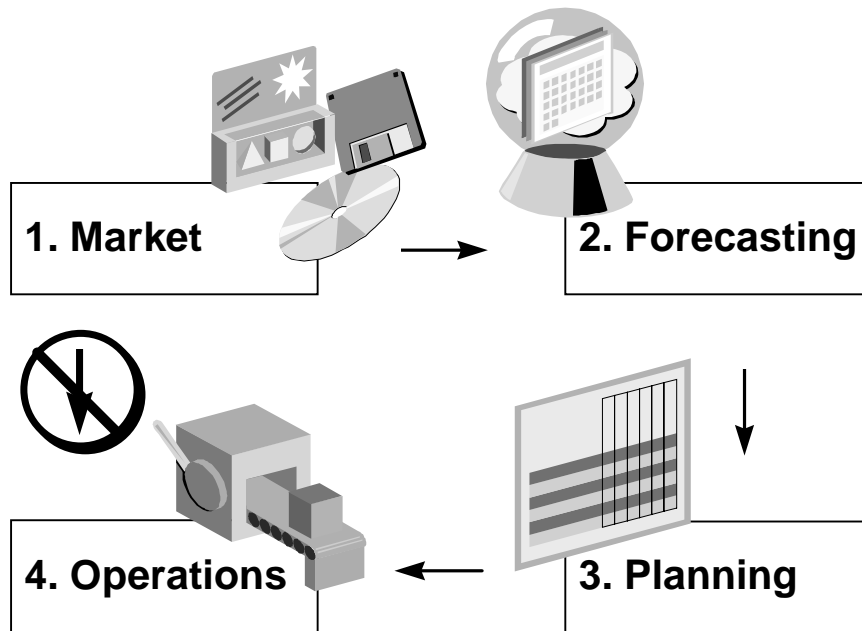 1. Market
2. Forecasting
4. Operations
3. Planning